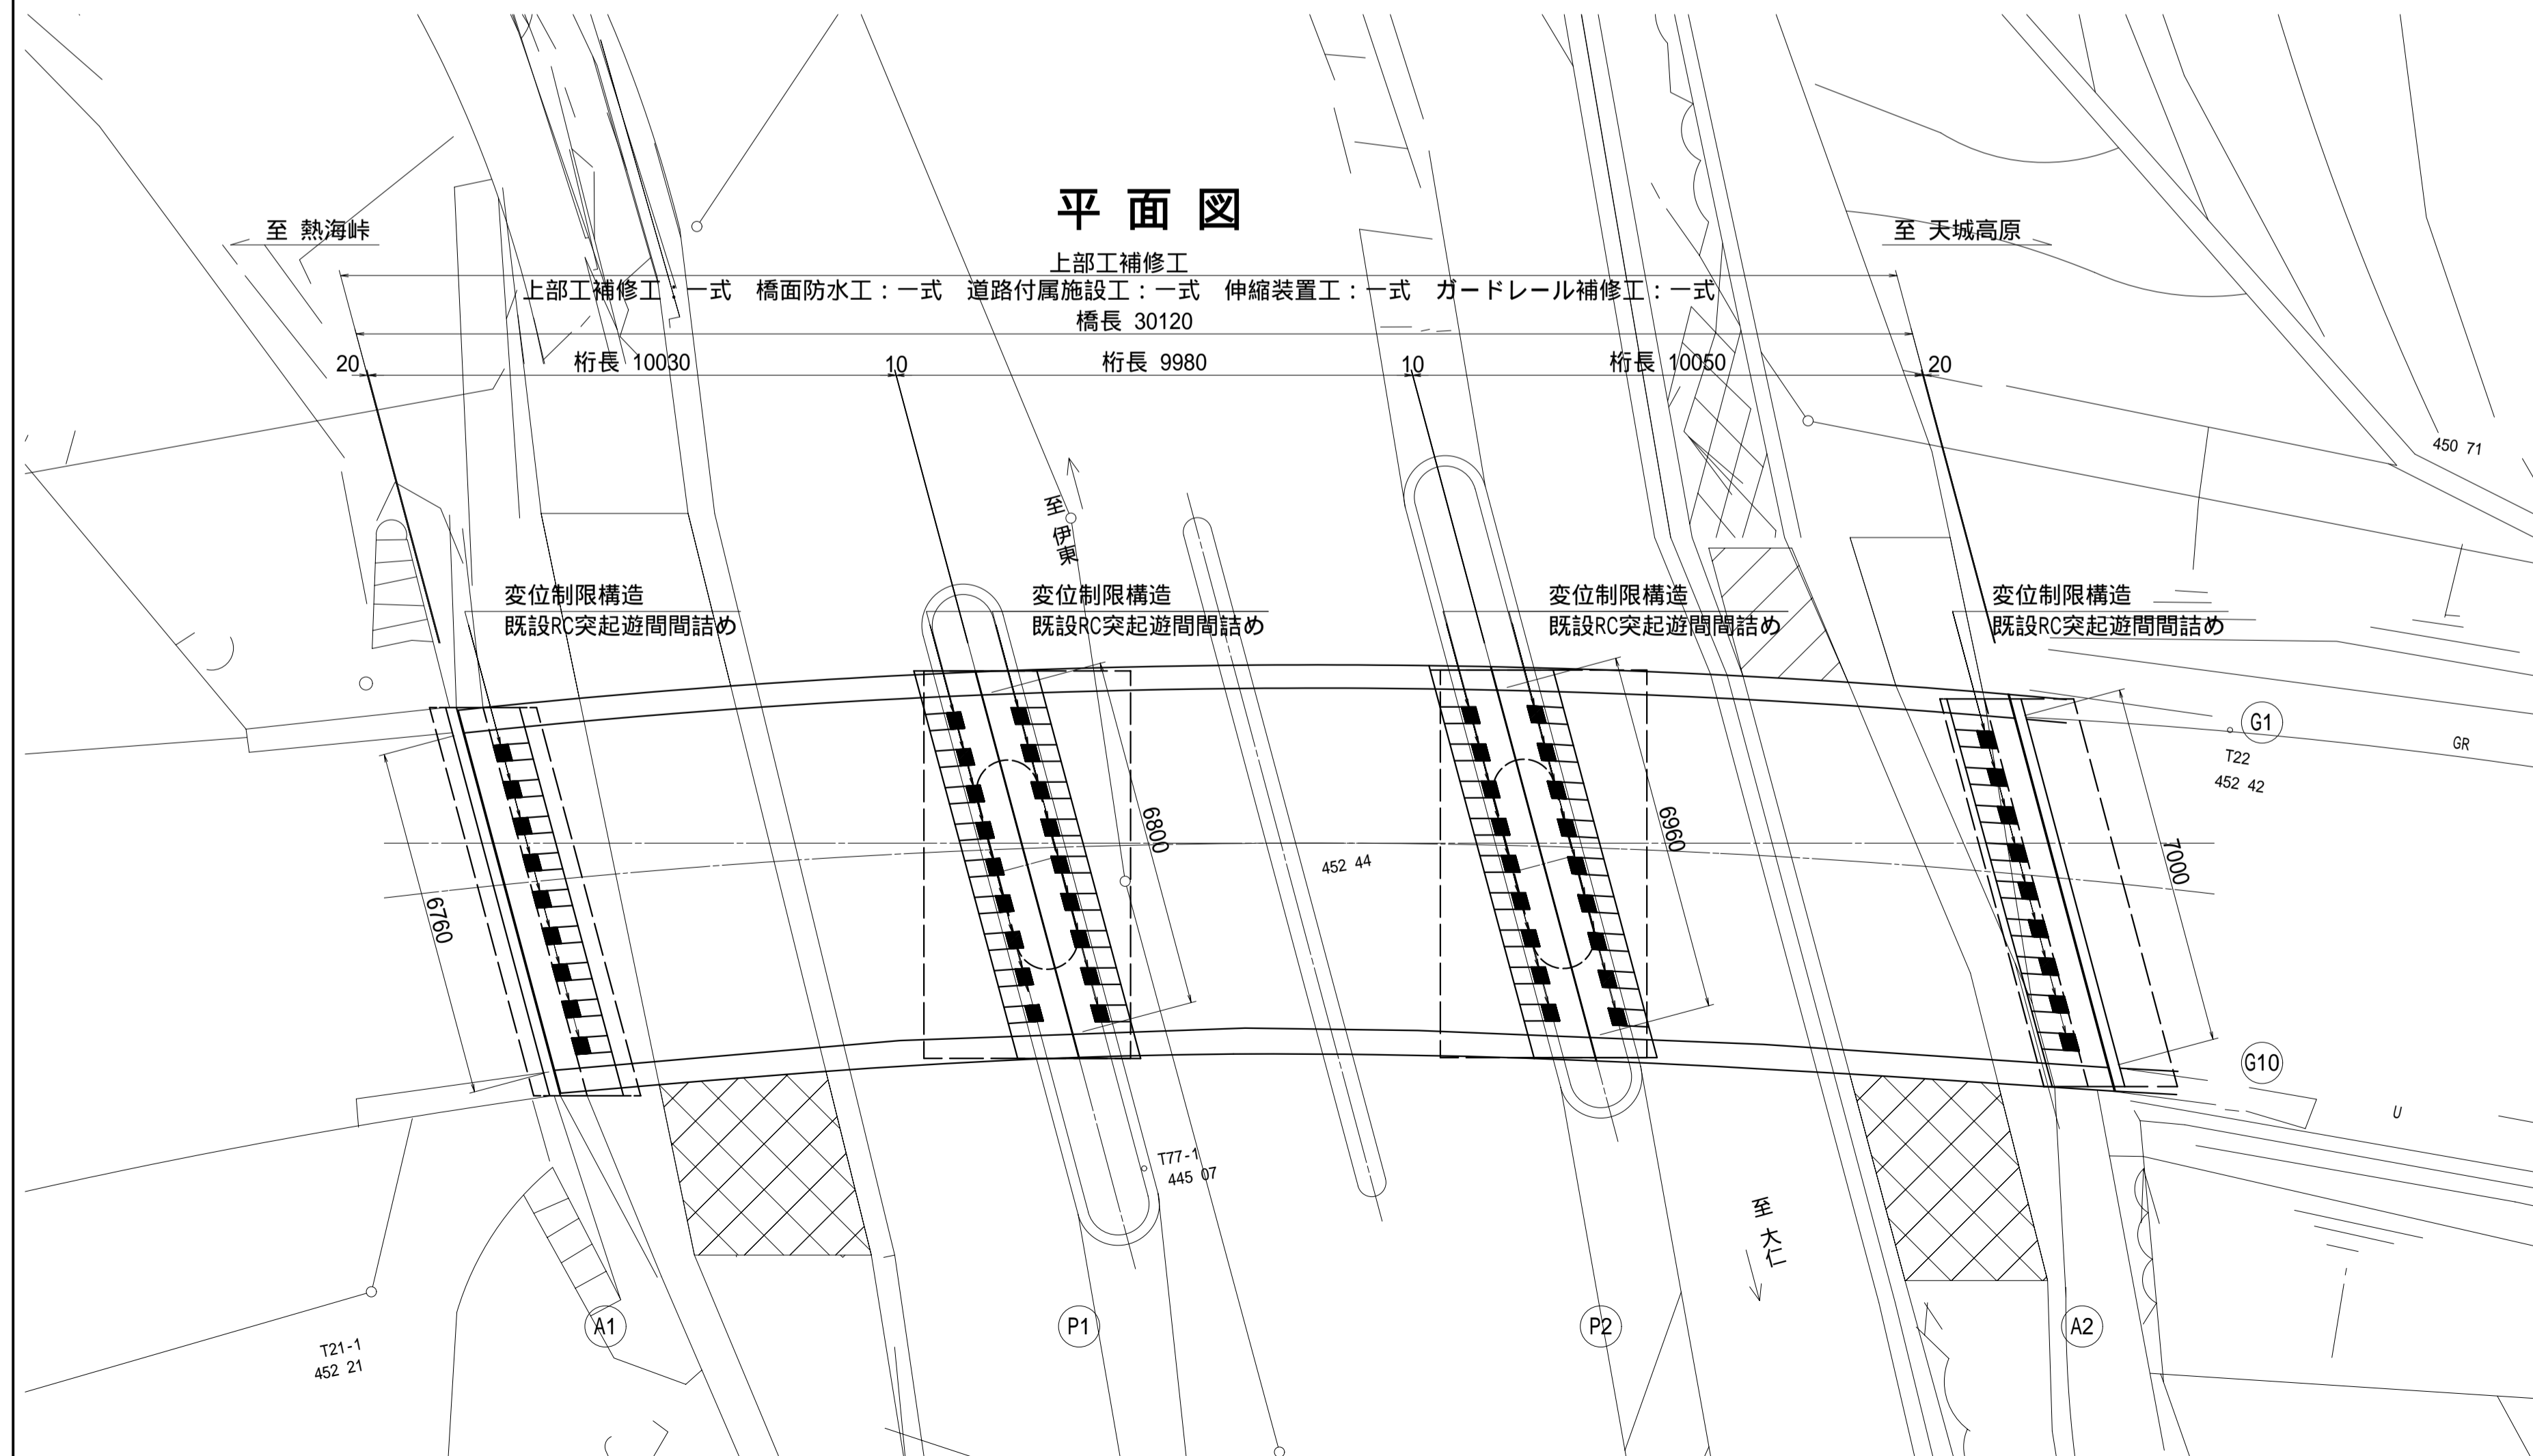 平 面 図
至 熱海峠
至 天城高原
上部工補修工
上部工補修工：一式　橋面防水工：一式　道路付属施設工：一式　伸縮装置工：一式　ガードレール補修工：一式
橋長 30120
20
桁長 10030
10
桁長 9980
10
桁長 10050
20
450 71
至 伊東
変位制限構造
既設RC突起遊間間詰め
変位制限構造
既設RC突起遊間間詰め
変位制限構造
既設RC突起遊間間詰め
変位制限構造
既設RC突起遊間間詰め
G1
GR
T22
452 42
6760
6800
452 44
6960
7000
G10
U
T77-1
445 07
至 大仁
A1
P1
P2
A2
T21-1
452 21